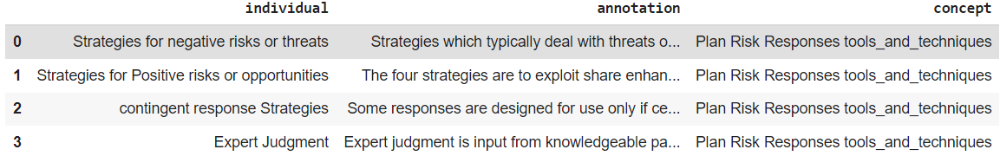 individual annotation concept
0 Strategies for negative risks or threats Strategies which typically deal with threats o... Plan Risk Responses tools_and_techniques
1 Strategies for Positive risks or opportunities The four strategies are to exploit share enhan... Plan Risk Responses tools_and_techniques
2 contingent response Strategies Some responses are designed for use only if ce... Plan Risk Responses tools_and_techniques
3 Expert Judgment Expert judgment is input from knowledgeable pa... Plan Risk Responses tools_and_techniques